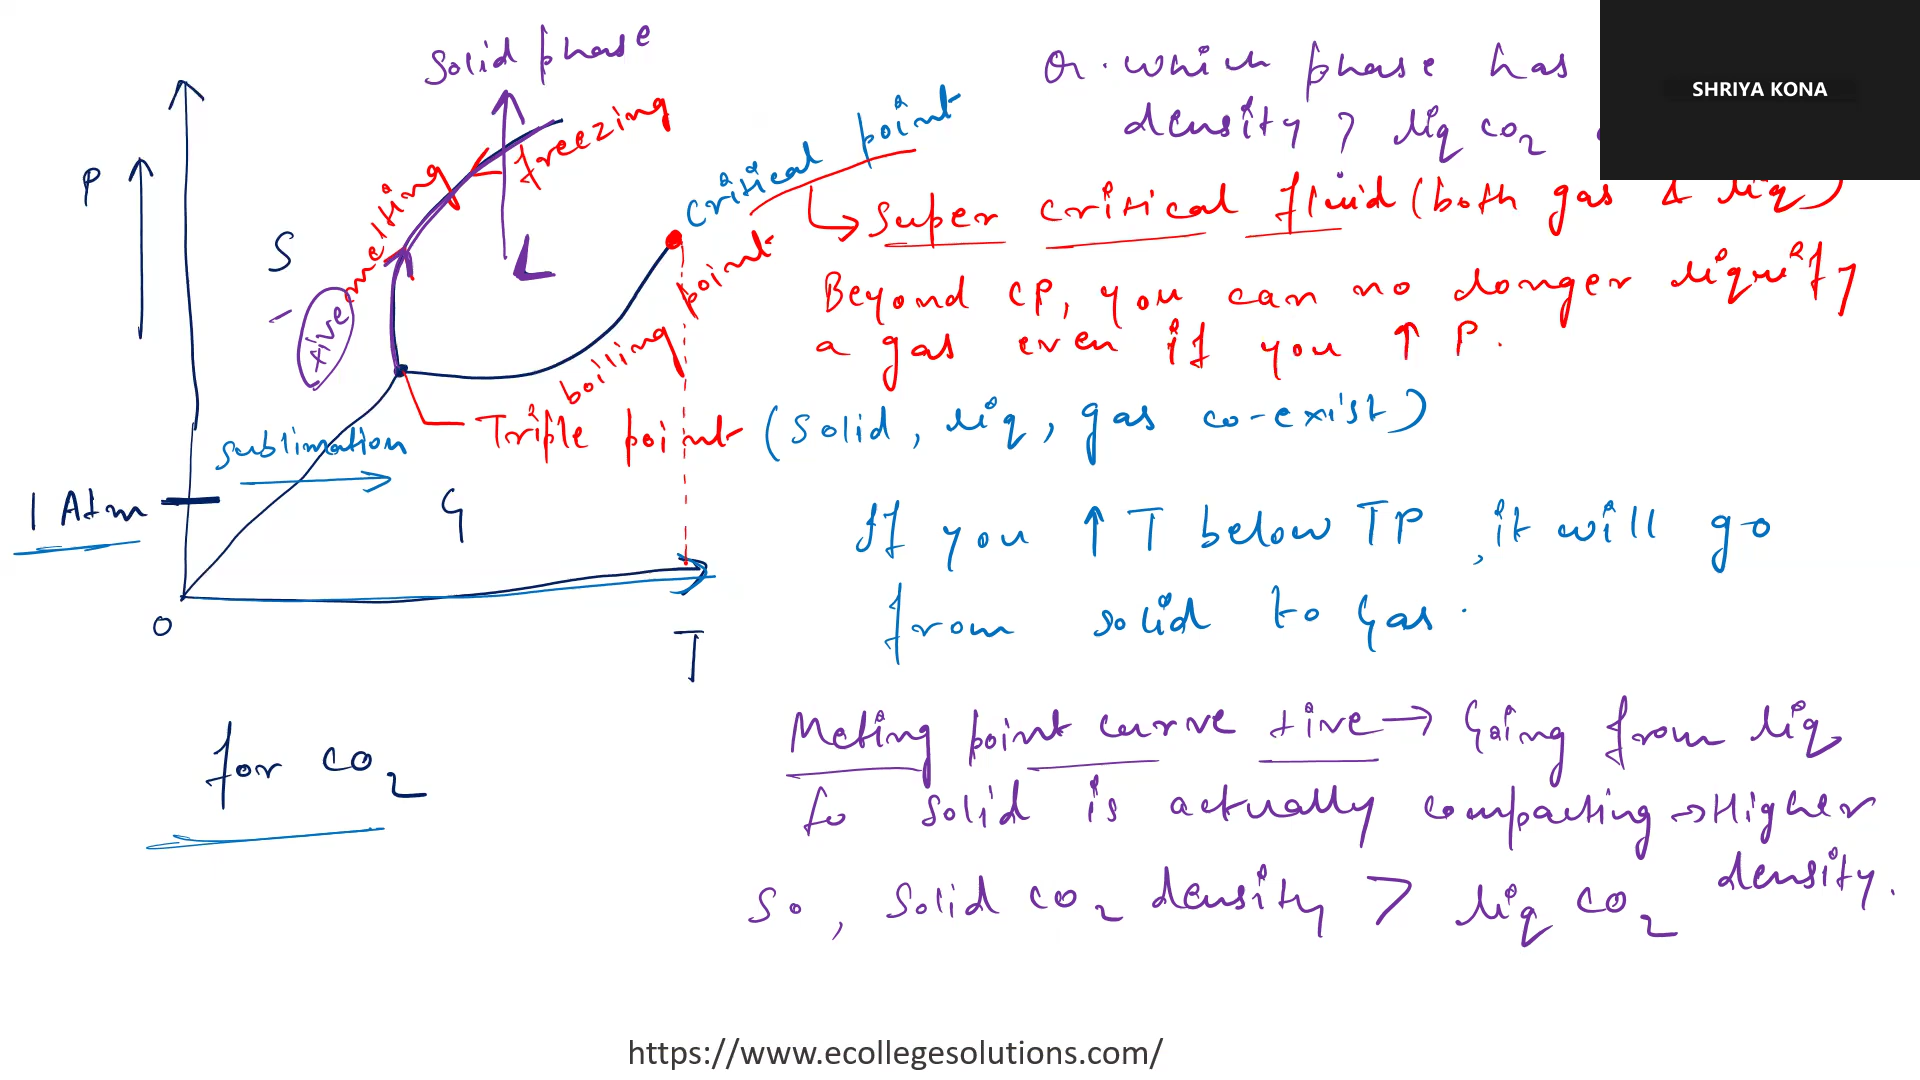 Solid phase
P
S
melting
freezing
+ive
L
critical point
boiling point
Triple point (solid, liq, gas co-exist)
sublimation
1 Atm
G
O
T
for CO2
Q. which phase has
density? liq CO2
SHRIYA KONA
Super critical fluid (both gas & liq)
Beyond CP, you can no longer liquify
a gas even if you ↑ P.
If you ↑ T below TP, it will go
from solid to Gas.
Melting point curve +ive → Going from liq
to solid is actually compacting → Higher
density.
So, Solid CO2 density > liq CO2
https://www.ecollegesolutions.com/